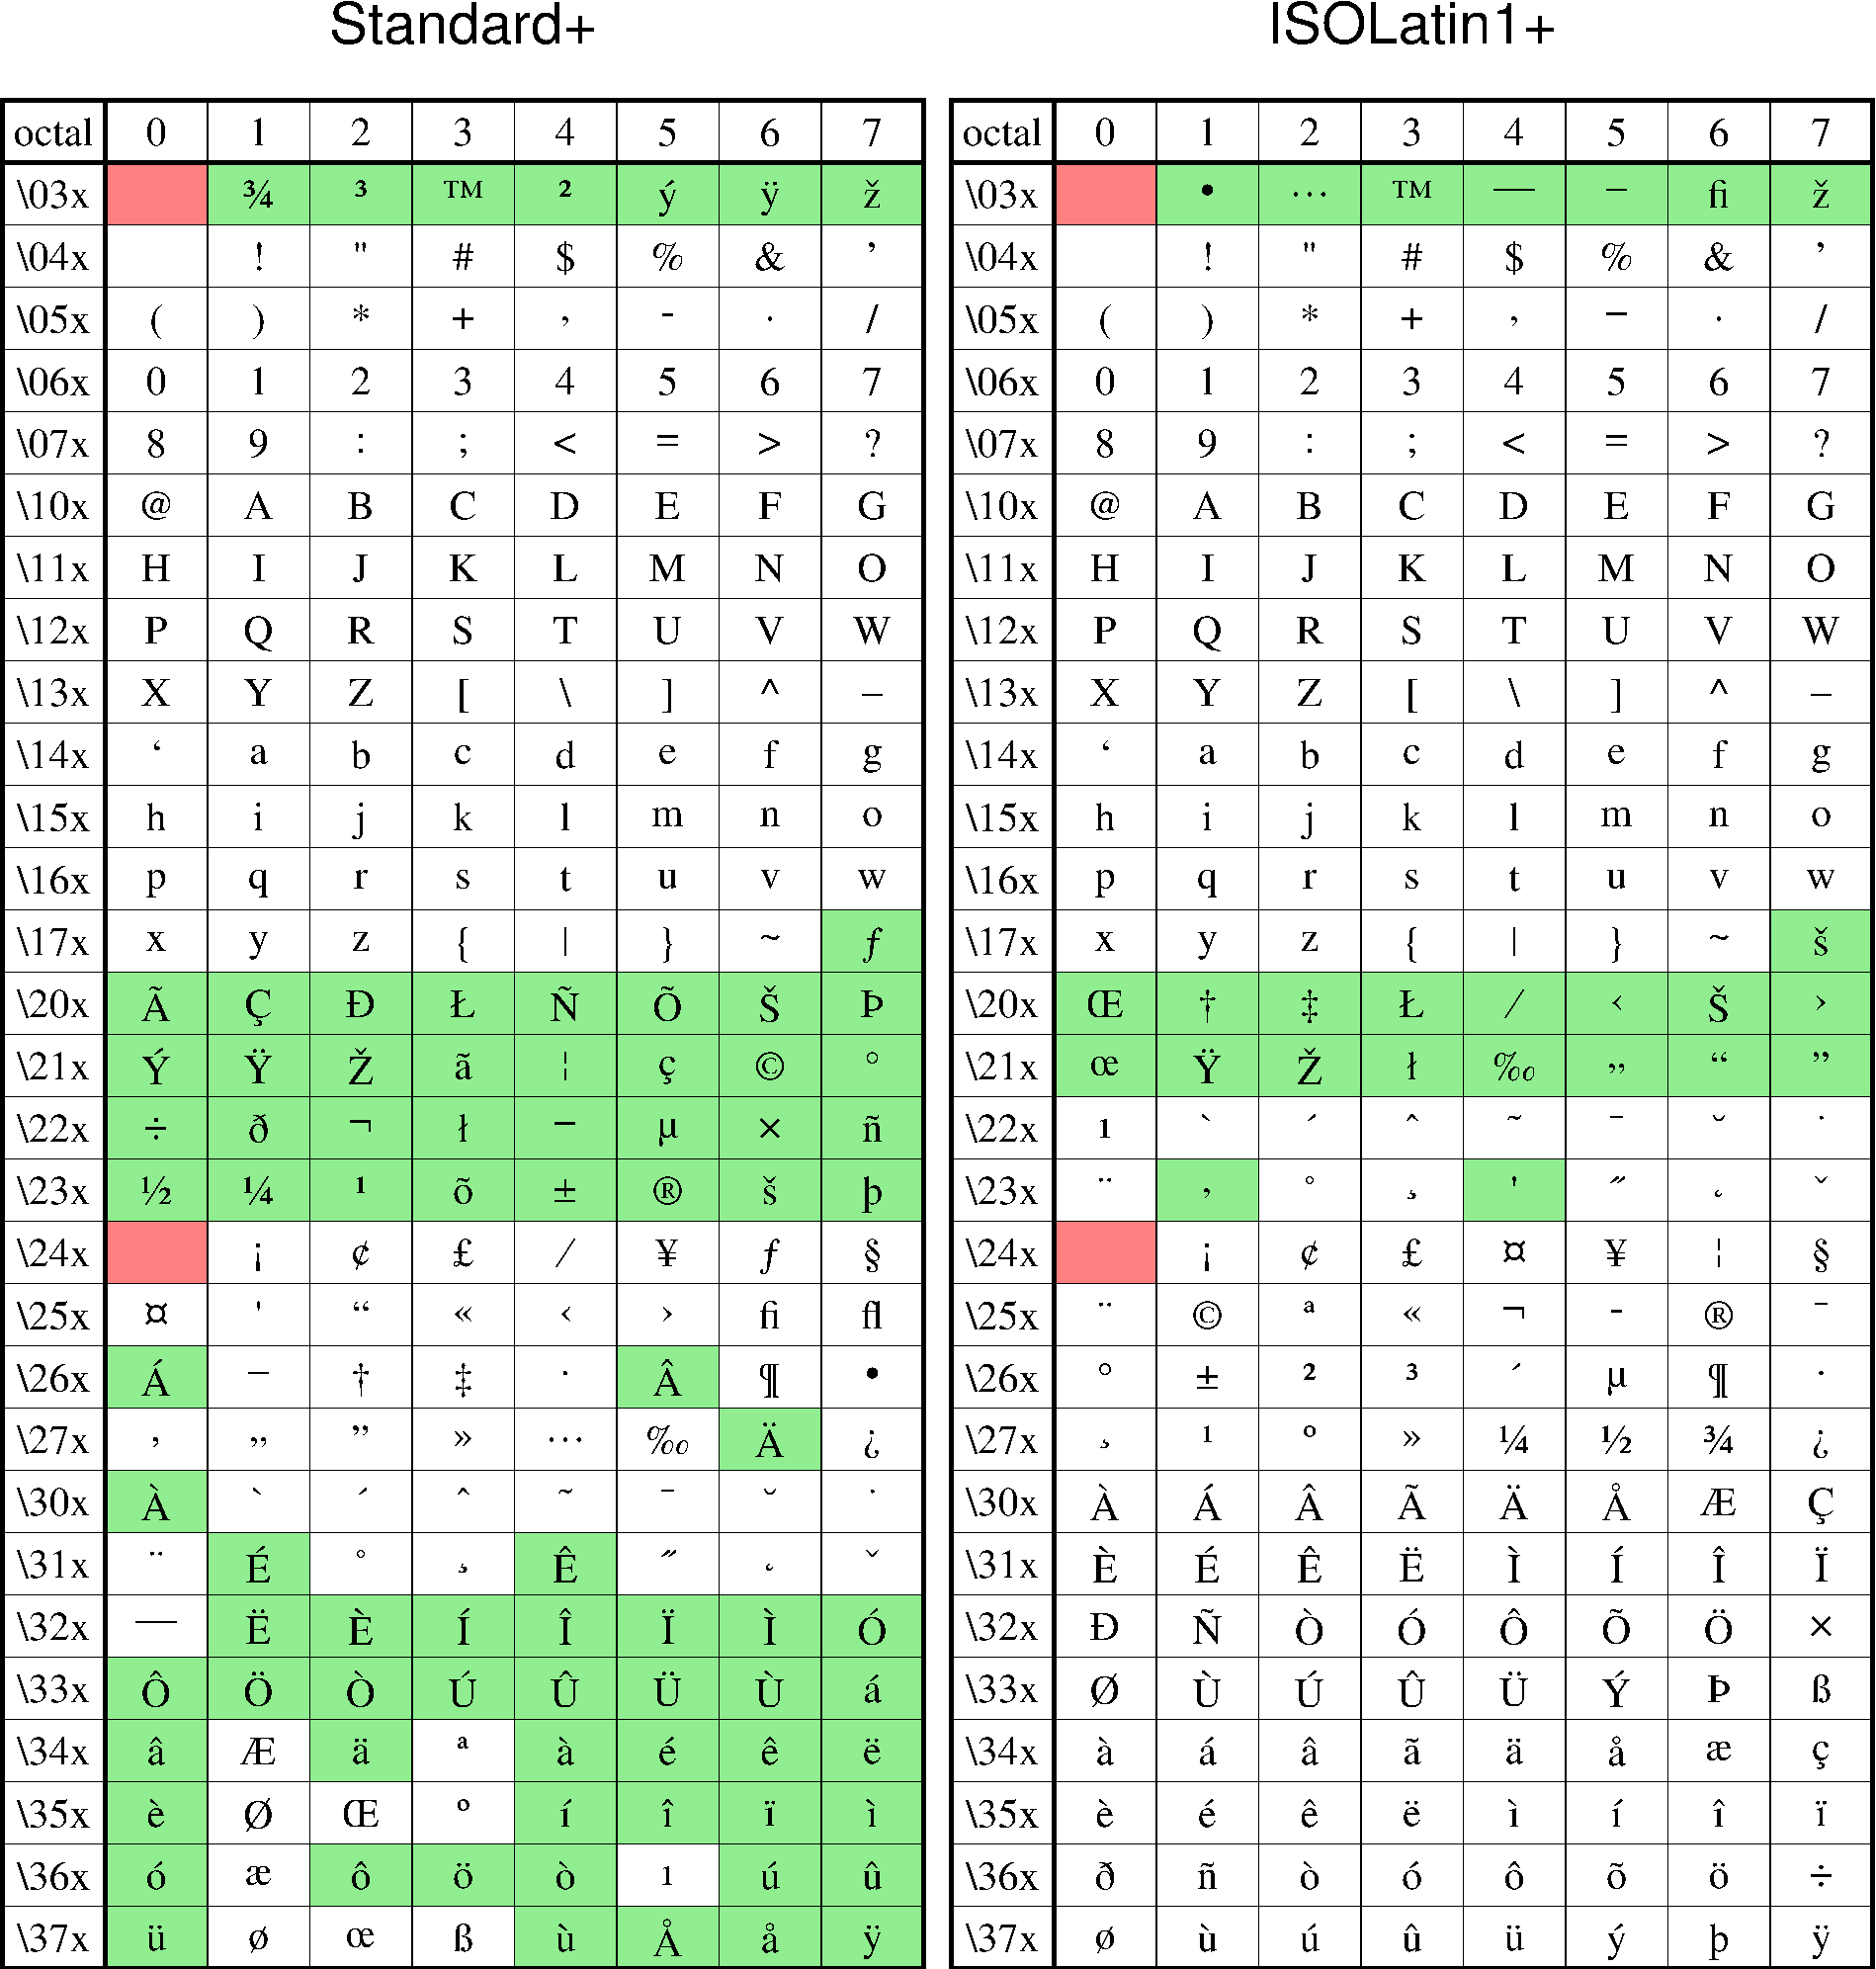 Standard+ ISOLatin1+
octal 0 1 2 3 4 5 6 7 octal 0 1 2 3 4 5 6 7
\03x ¾ ³ ™ ² ý ÿ ž \03x • … ™ — – fi ž
\04x ! " # $ % & ’ \04x ! " # $ % & ’
\05x ( ) * + , - . / \05x ( ) * + , − . /
\06x 0 1 2 3 4 5 6 7 \06x 0 1 2 3 4 5 6 7
\07x 8 9 : ; < = > ? \07x 8 9 : ; < = > ?
\10x @ A B C D E F G \10x @ A B C D E F G
\11x H I J K L M N O \11x H I J K L M N O
\12x P Q R S T U V W \12x P Q R S T U V W
\13x X Y Z [ \ ] ^ _ \13x X Y Z [ \ ] ^ _
\14x ‘ a b c d e f g \14x ‘ a b c d e f g
\15x h i j k l m n o \15x h i j k l m n o
\16x p q r s t u v w \16x p q r s t u v w
\17x x y z { | } ~ ƒ \17x x y z { | } ~ š
\20x Ã Ç Ð Ł Ñ Õ Š Þ \20x Œ † ‡ Ł ⁄ ‹ Š ›
\21x Ý Ÿ Ž ã ¦ ç © ° \21x œ Ÿ Ž ł ‰ „ “ ”
\22x ÷ ð ¬ ł − µ × ñ \22x ı ` ´ ˆ ˜ ¯ ˘ ˙
\23x ½ ¼ ¹ õ ± ® š þ \23x ¨ ‚ ˚ ¸ ' ˝ ˛ ˇ
\24x ¡ ¢ £ ⁄ ¥ ƒ § \24x ¡ ¢ £ ¤ ¥ ¦ §
\25x ¤ ' “ « ‹ › fi fl \25x ¨ © ª « ¬ - ® ¯
\26x Á – † ‡ · Â ¶ • \26x ° ± ² ³ ´ µ ¶ ·
\27x ‚ „ ” » … ‰ Ä ¿ \27x ¸ ¹ º » ¼ ½ ¾ ¿
\30x À ` ´ ˆ ˜ ¯ ˘ ˙ \30x À Á Â Ã Ä Å Æ Ç
\31x ¨ É ˚ ¸ Ê ˝ ˛ ˇ \31x È É Ê Ë Ì Í Î Ï
\32x — Ë È Í Î Ï Ì Ó \32x Ð Ñ Ò Ó Ô Õ Ö ×
\33x Ô Ö Ò Ú Û Ü Ù á \33x Ø Ù Ú Û Ü Ý Þ ß
\34x â Æ ä ª à é ê ë \34x à á â ã ä å æ ç
\35x è Ø Œ º í î ï ì \35x è é ê ë ì í î ï
\36x ó æ ô ö ò ı ú û \36x ð ñ ò ó ô õ ö ÷
\37x ü ø œ ß ù Å å ÿ \37x ø ù ú û ü ý þ ÿ